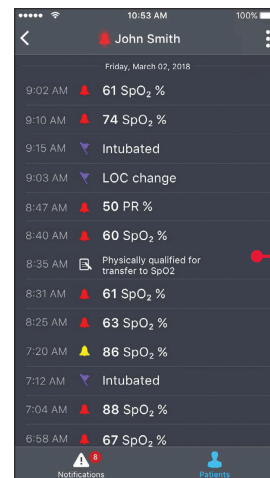 10:53 AM 100%
John Smith
Friday, March 02, 2018
9:02 AM 61 SpO₂ %
9:10 AM 74 SpO₂ %
9:15 AM Intubated
9:03 AM LOC change
8:47 AM 50 PR %
8:40 AM 60 SpO₂ %
8:35 AM Physically qualified for
transfer to SpO2
8:31 AM 61 SpO₂ %
8:25 AM 63 SpO₂ %
7:20 AM 86 SpO₂ %
7:12 AM Intubated
7:04 AM 88 SpO₂ %
6:58 AM 67 SpO₂ %
8
Notifications Patients